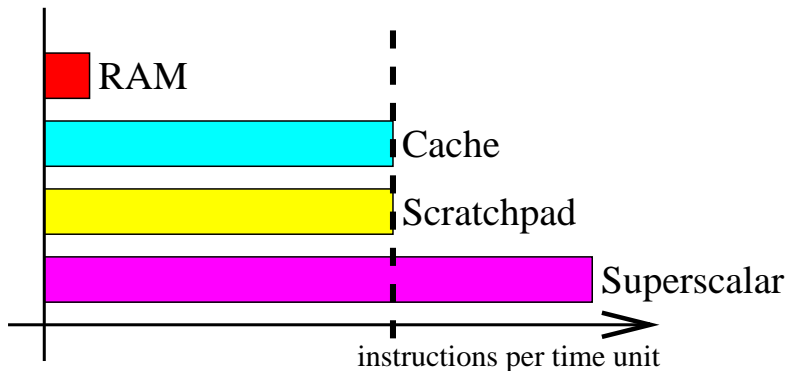 RAM
Cache
Scratchpad
Superscalar
instructions per time unit